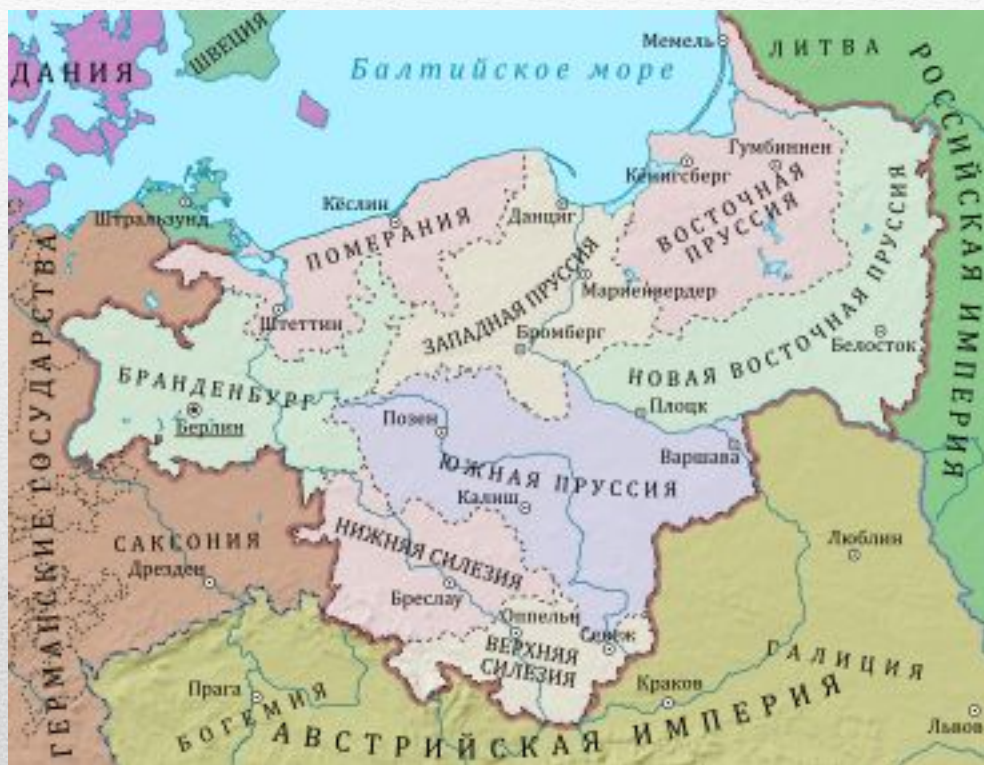 ДАНИЯ
ШВЕЦИЯ
Балтийское море
Мемель
ЛИТВА
РОССИЙСКАЯ ИМПЕРИЯ
Гумбиннен
Кёнигсберг
ВОСТОЧНАЯ
ПРУССИЯ
Штральзунд
Кёслин
ПОМЕРАНИЯ
Данциг
Мариенвердер
ЗАПАДНАЯ ПРУССИЯ
Штеттин
Бромберг
НОВАЯ ВОСТОЧНАЯ ПРУССИЯ
Белосток
БРАНДЕНБУРГ
Берлин
Позен
Плоцк
Варшава
ЮЖНАЯ ПРУССИЯ
Калиш
ГЕРМАНСКИЕ ГОСУДАРСТВА
САКСОНИЯ
Дрезден
НИЖНЯЯ СИЛЕЗИЯ
Бреслау
Оппельн
Севеж
ВЕРХНЯЯ
СИЛЕЗИЯ
Люблин
Прага
БОГЕМИЯ
Краков
ГАЛИЦИЯ
Львов
АВСТРИЙСКАЯ ИМПЕРИЯ